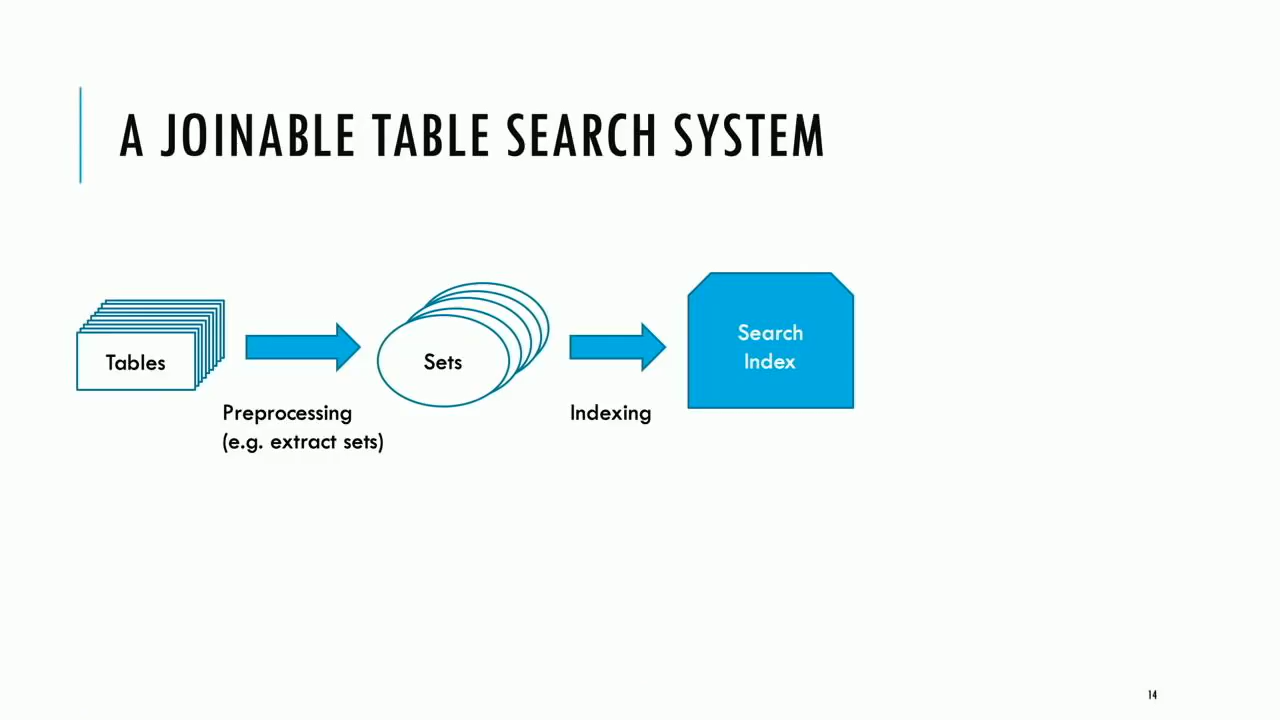 A JOINABLE TABLE SEARCH SYSTEM
Tables
Preprocessing
(e.g. extract sets)
Sets
Indexing
Search
Index
14